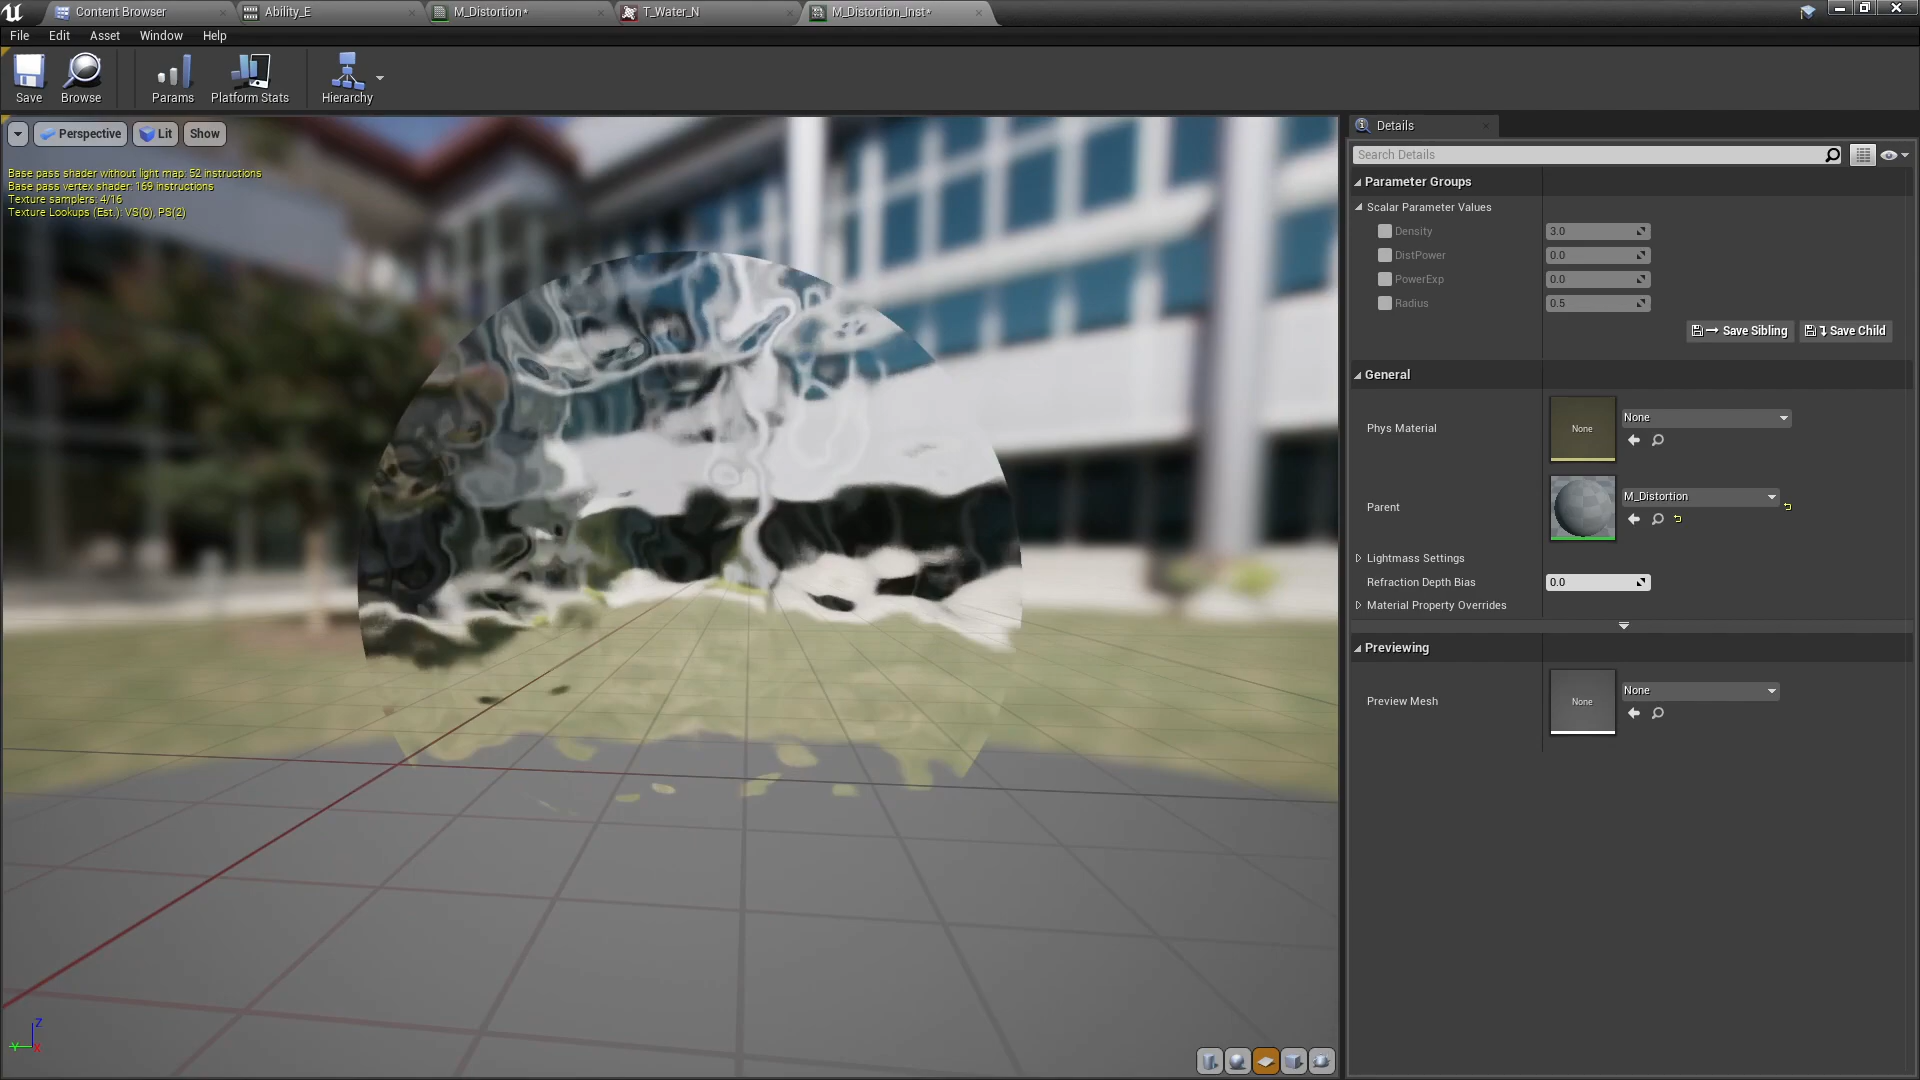 Content Browser
Ability_E
M_Distortion*
T_Water_N
M_Distortion_Inst*
File Edit Asset Window Help
Save
Browse
Params
Platform Stats
Hierarchy
Perspective
Lit
Show
Base pass shader without light map: 52 instructions
Base pass vertex shader: 169 instructions
Texture samplers: 4/16
Texture Lookups (Est.): VS(0), PS(2)
Z
Y
X
Details
Search Details
Parameter Groups
Scalar Parameter Values
Density 3.0
DistPower 0.0
PowerExp 0.0
Radius 0.5
Save Sibling
Save Child
General
Phys Material
None
None
Parent
M_Distortion
Lightmass Settings
Refraction Depth Bias 0.0
Material Property Overrides
Previewing
Preview Mesh
None
None